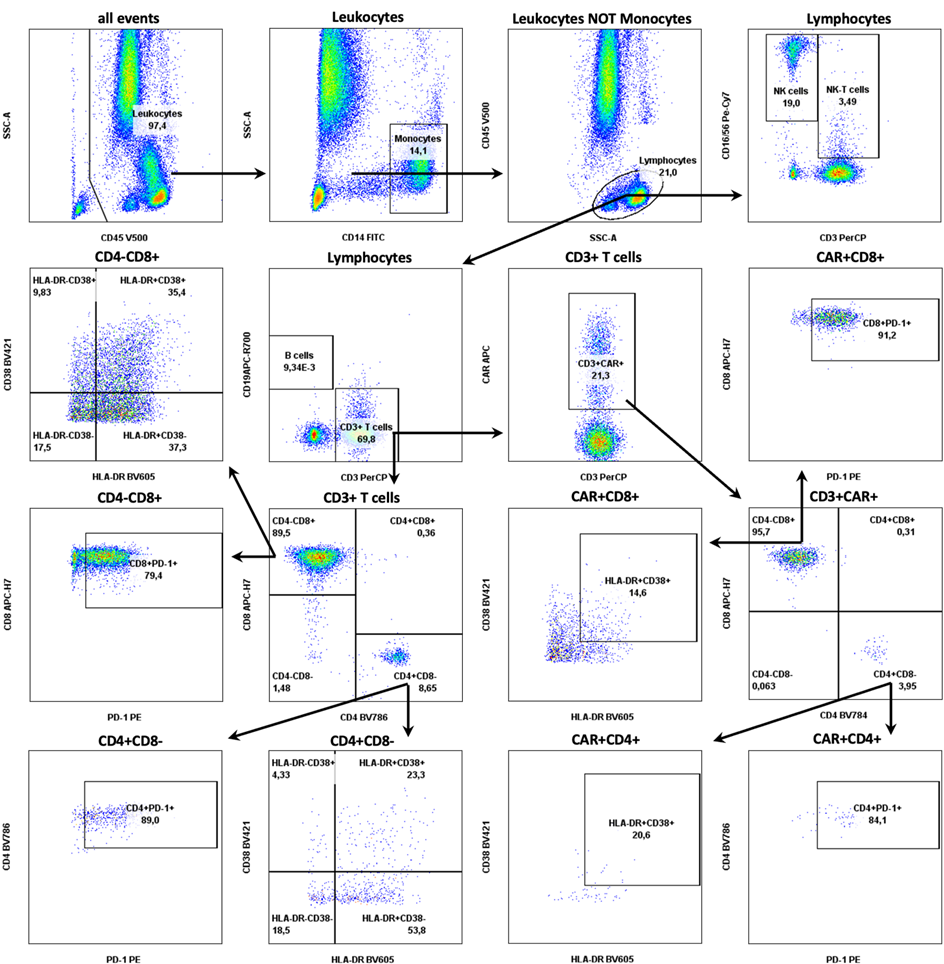 all events
Leukocytes
Leukocytes NOT Monocytes
Lymphocytes
SSC-A
Leukocytes
97,4
CD45 V500
SSC-A
Monocytes
14,1
CD14 FITC
CD45 V500
Lymphocytes
21,0
SSC-A
CD16/56 Pe-Cy7
NK cells
19,0
NK-T cells
3,49
CD3 PerCP
CD4-CD8+
Lymphocytes
CD3+ T cells
CAR+CD8+
CD38 BV421
HLA-DR-CD38+
9,83
HLA-DR+CD38+
35,4
HLA-DR-CD38-
17,5
HLA-DR+CD38-
37,3
HLA-DR BV605
CD19APC-R700
B cells
9,34E-3
CD3+ T cells
69,8
CD3 PerCP
CAR APC
CD3+CAR+
21,3
CD3 PerCP
CD8 APC-H7
CD8+PD-1+
91,2
PD-1 PE
CD4-CD8+
CD3+ T cells
CAR+CD8+
CD3+CAR+
CD8 APC-H7
CD8+PD-1+
79,4
PD-1 PE
CD8 APC-H7
CD4-CD8+
89,5
CD4+CD8+
0,36
CD4-CD8-
1,48
CD4+CD8-
8,65
CD4 BV786
CD38 BV421
HLA-DR+CD38+
14,6
HLA-DR BV605
CD8 APC-H7
CD4-CD8+
95,7
CD4+CD8+
0,31
CD4-CD8-
0,063
CD4+CD8-
3,95
CD4 BV784
CD4+CD8-
CD4+CD8-
CAR+CD4+
CAR+CD4+
CD4 BV786
CD4+PD-1+
89,0
PD-1 PE
CD38 BV421
HLA-DR-CD38+
4,33
HLA-DR+CD38+
23,3
HLA-DR-CD38-
18,5
HLA-DR+CD38-
53,8
HLA-DR BV605
CD38 BV421
HLA-DR+CD38+
20,6
HLA-DR BV605
CD4 BV786
CD4+PD-1+
84,1
PD-1 PE